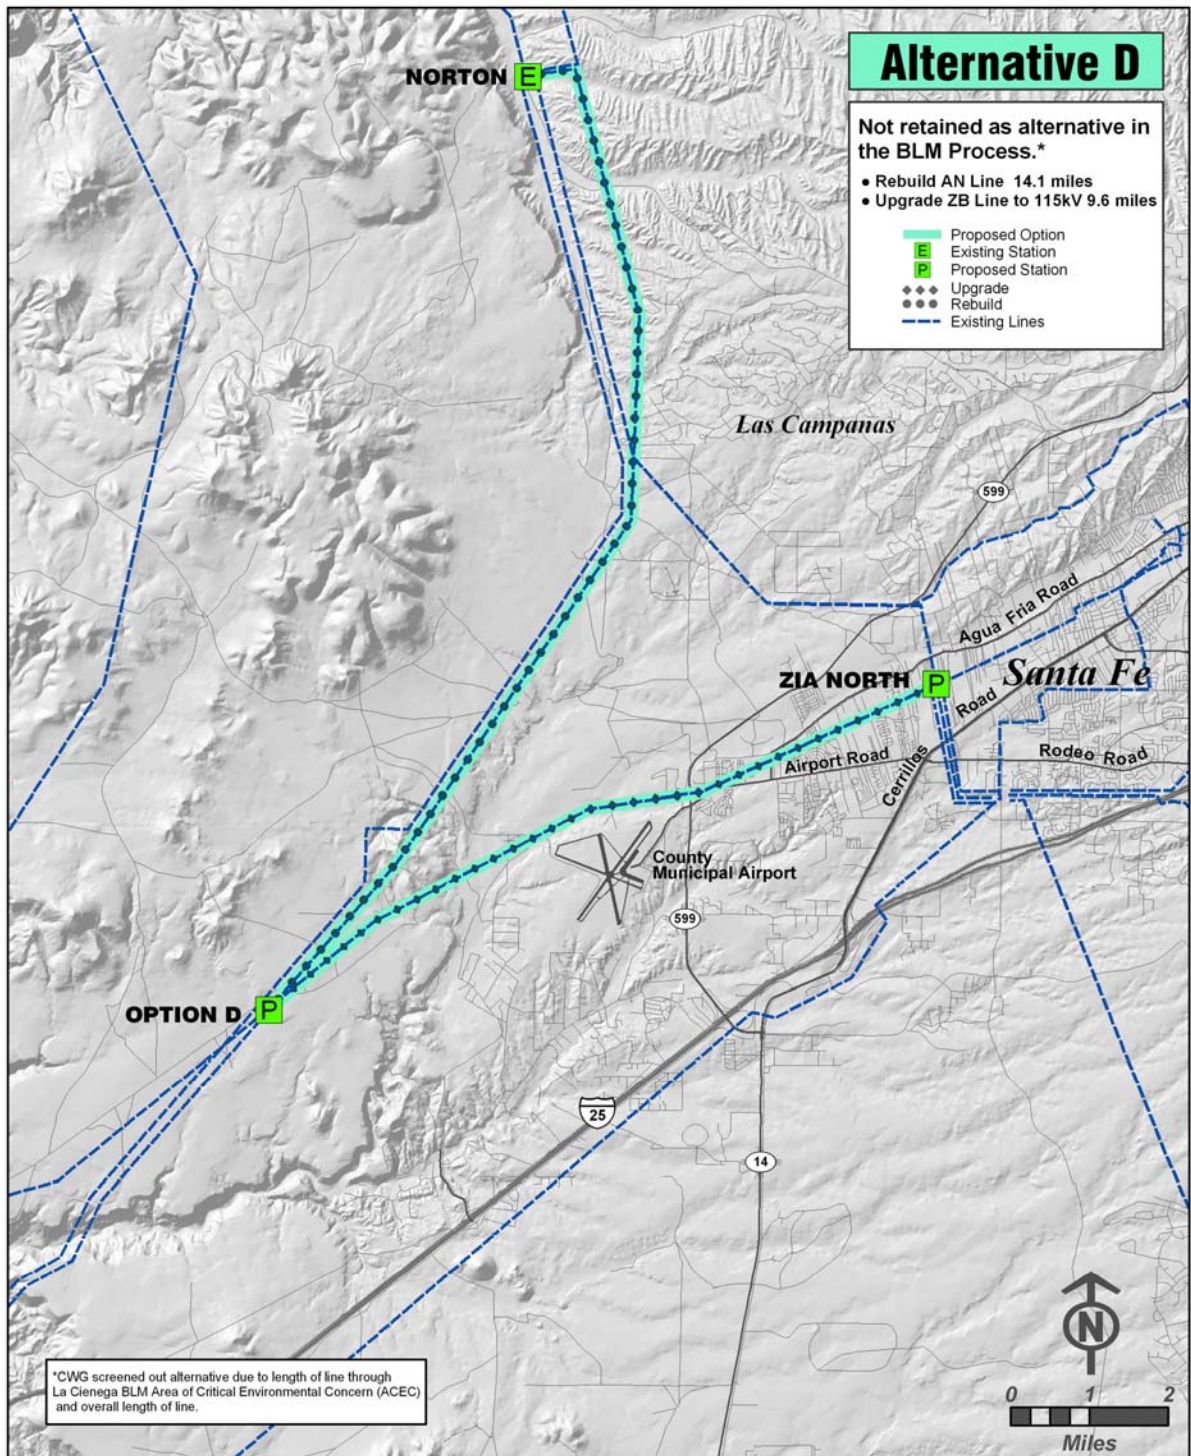 Alternative D
Not retained as alternative in
the BLM Process.*
• Rebuild AN Line 14.1 miles
• Upgrade ZB Line to 115kV 9.6 miles
Proposed Option
E Existing Station
P Proposed Station
Upgrade
Rebuild
Existing Lines
NORTON E
Las Campanas
599
Agua Fria Road
ZIA NORTH P
Santa Fe
Cerrillos Road
Rodeo Road
Airport Road
County
Municipal Airport
599
OPTION D P
25
14
N
*CWG screened out alternative due to length of line through
La Cienega BLM Area of Critical Environmental Concern (ACEC)
and overall length of line.
0 1 2
Miles